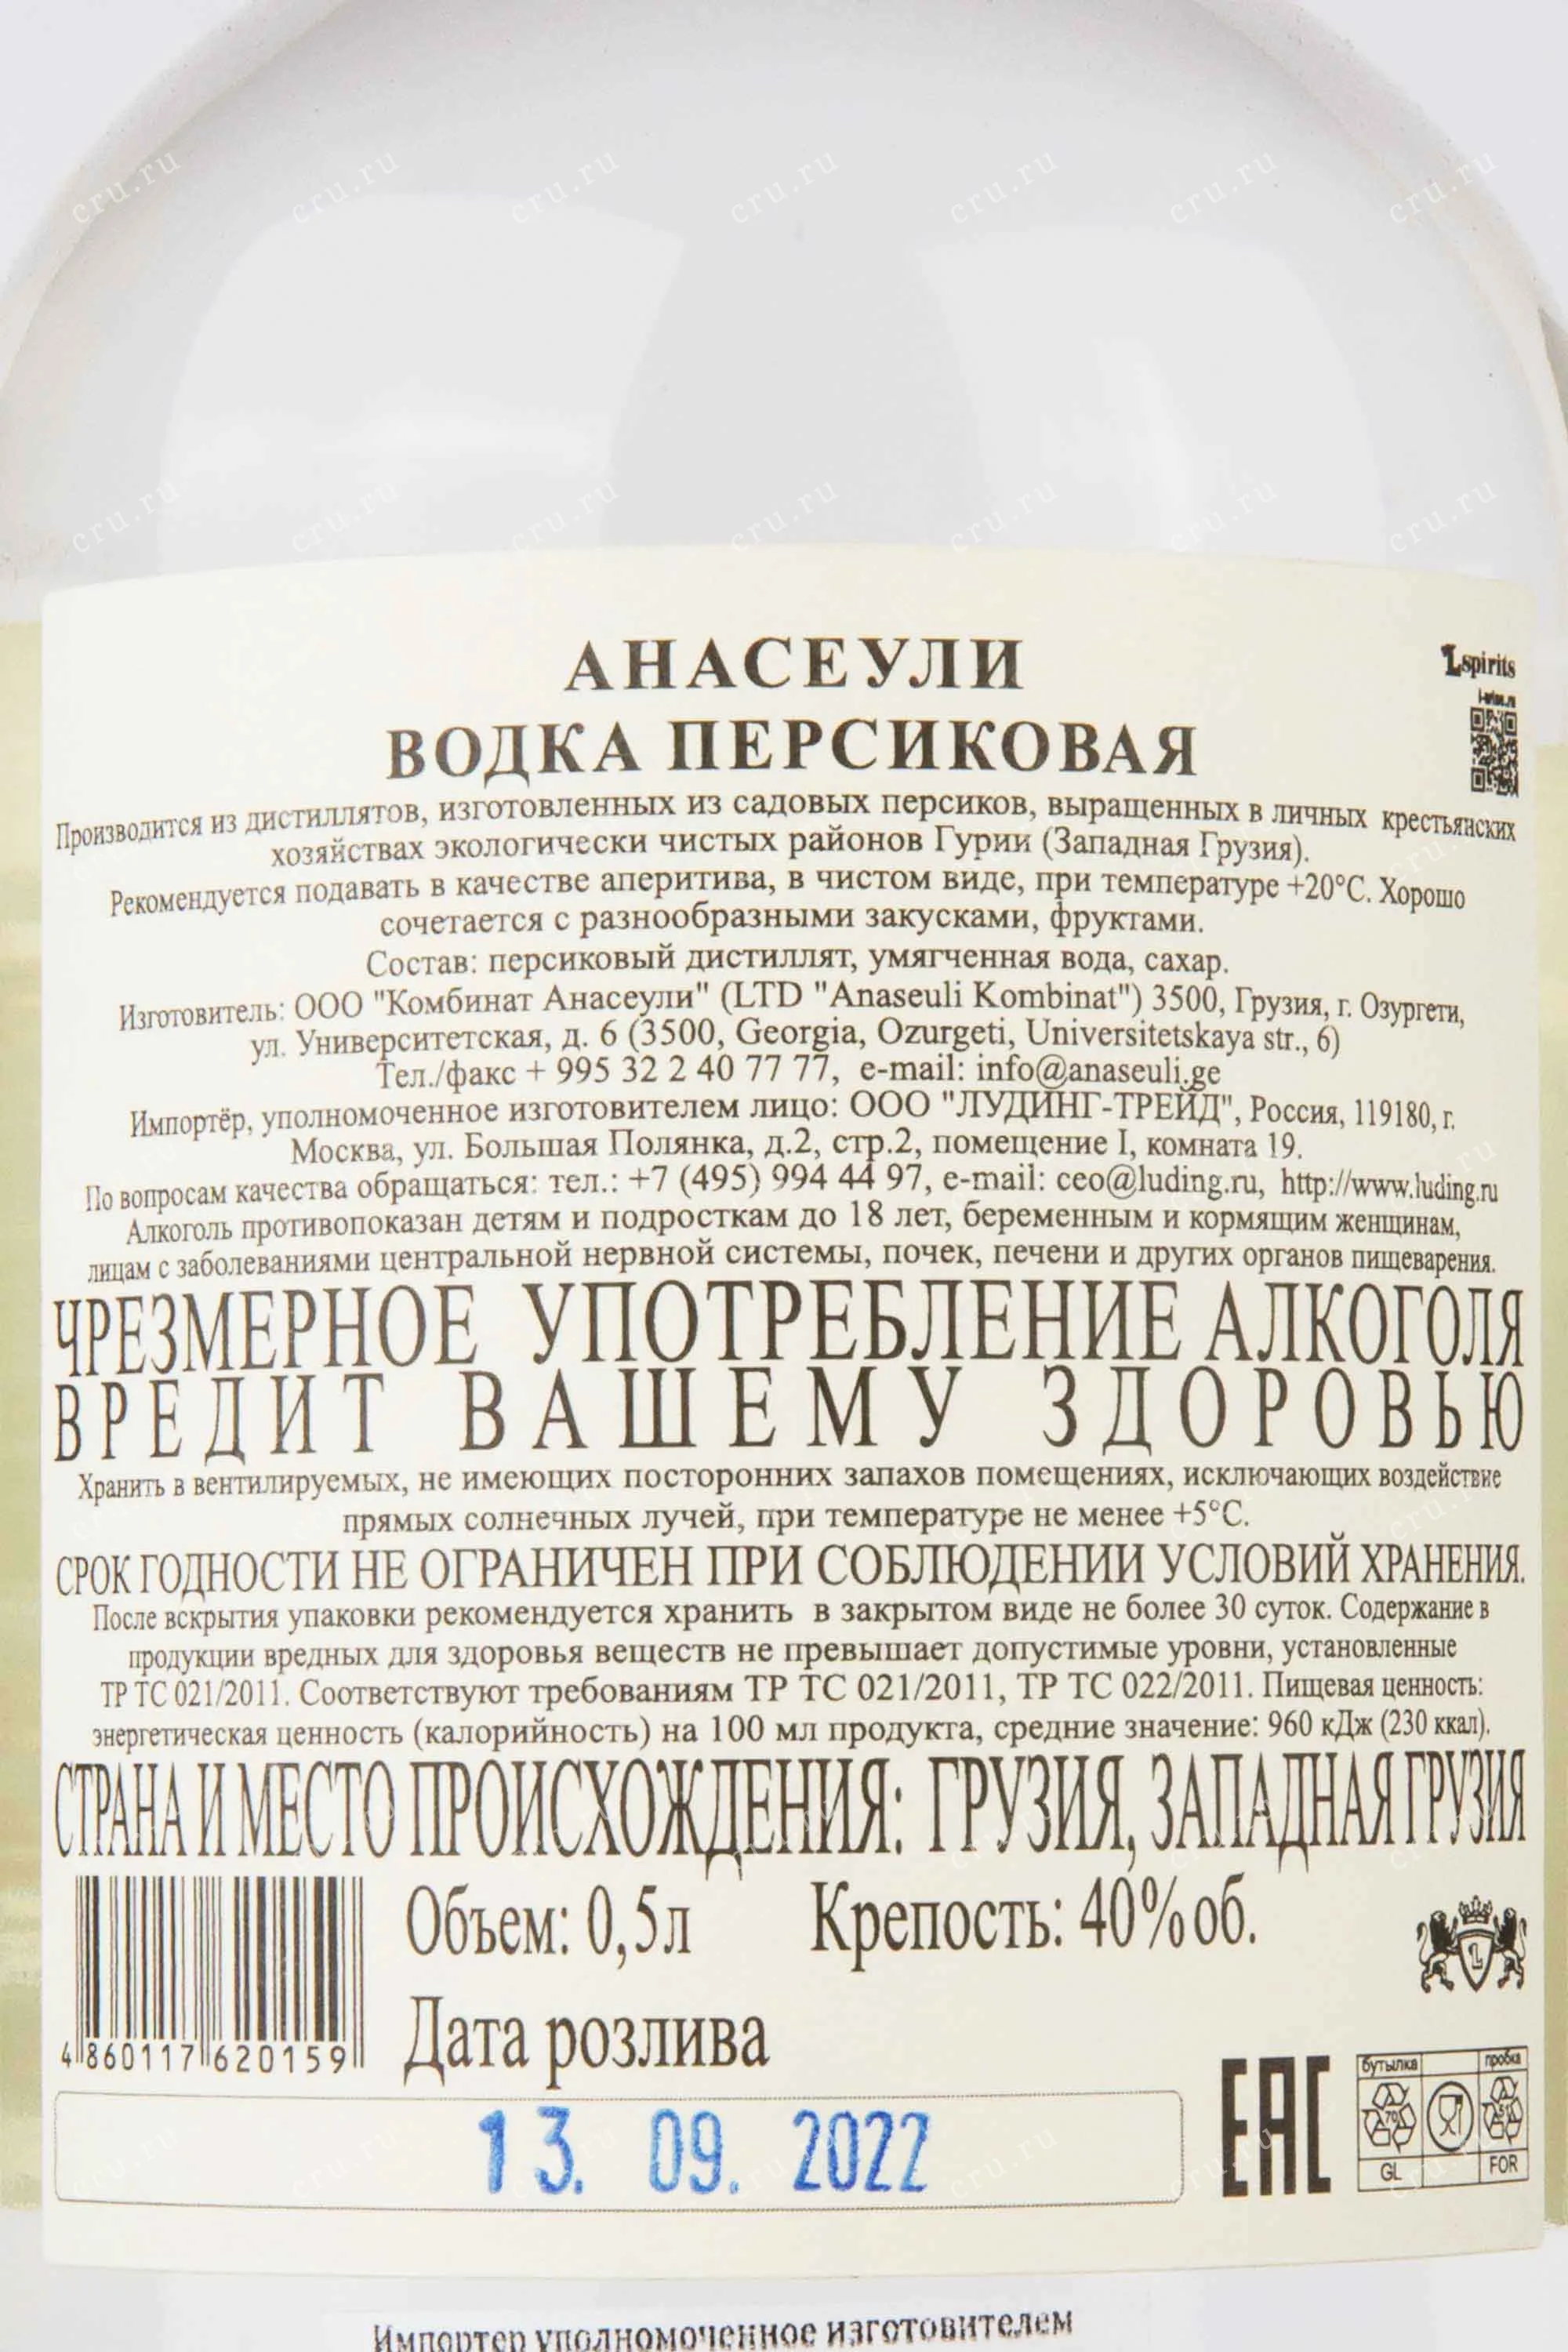 АНАСЕУЛИ
Lspirits
ВОДКА ПЕРСИКОВАЯ
Производится из дистиллятов, изготовленных из садовых персиков, выращенных в личных крестьянских
хозяйствах экологически чистых районов Гурии (Западная Грузия).
Рекомендуется подавать в качестве аперитива, в чистом виде, при температуре +20°С. Хорошо
сочетается с разнообразными закусками, фруктами.
Состав: персиковый дистиллят, умягченная вода, сахар.
Изготовитель: ООО "Комбинат Анасеули" (LTD "Anaseuli Kombinat") 3500, Грузия, г. Озургети,
ул. Университетская, д. 6 (3500, Georgia, Ozurgeti, Universitetskaya str., 6)
Тел./факс + 995 32 2 40 77 77, e-mail: info@anaseuli.ge
Импортёр, уполномоченное изготовителем лицо: ООО "ЛУДИНГ-ТРЕЙД", Россия, 119180, г.
Москва, ул. Большая Полянка, д.2, стр.2, помещение I, комната 19.
По вопросам качества обращаться: тел.: +7 (495) 994 44 97, e-mail: ceo@luding.ru, http://www.luding.ru
Алкоголь противопоказан детям и подросткам до 18 лет, беременным и кормящим женщинам,
лицам с заболеваниями центральной нервной системы, почек, печени и других органов пищеварения.
ЧРЕЗМЕРНОЕ УПОТРЕБЛЕНИЕ АЛКОГОЛЯ
ВРЕДИТ ВАШЕМУ ЗДОРОВЬЮ
Хранить в вентилируемых, не имеющих посторонних запахов помещениях, исключающих воздействие
прямых солнечных лучей, при температуре не менее +5°С.
СРОК ГОДНОСТИ НЕ ОГРАНИЧЕН ПРИ СОБЛЮДЕНИИ УСЛОВИЙ ХРАНЕНИЯ.
После вскрытия упаковки рекомендуется хранить в закрытом виде не более 30 суток. Содержание в
продукции вредных для здоровья веществ не превышает допустимые уровни, установленные
ТР ТС 021/2011. Соответствуют требованиям ТР ТС 021/2011, ТР ТС 022/2011. Пищевая ценность:
энергетическая ценность (калорийность) на 100 мл продукта, средние значение: 960 кДж (230 ккал).
СТРАНА И МЕСТО ПРОИСХОЖДЕНИЯ: ГРУЗИЯ, ЗАПАДНАЯ ГРУЗИЯ
Объем: 0,5л Крепость: 40%об.
Дата розлива
4 860117 620159
13. 09. 2022
EAC
бутылка пробка
70 51
GL FOR
Импортер уполномоченное изготовителем
cru.ru